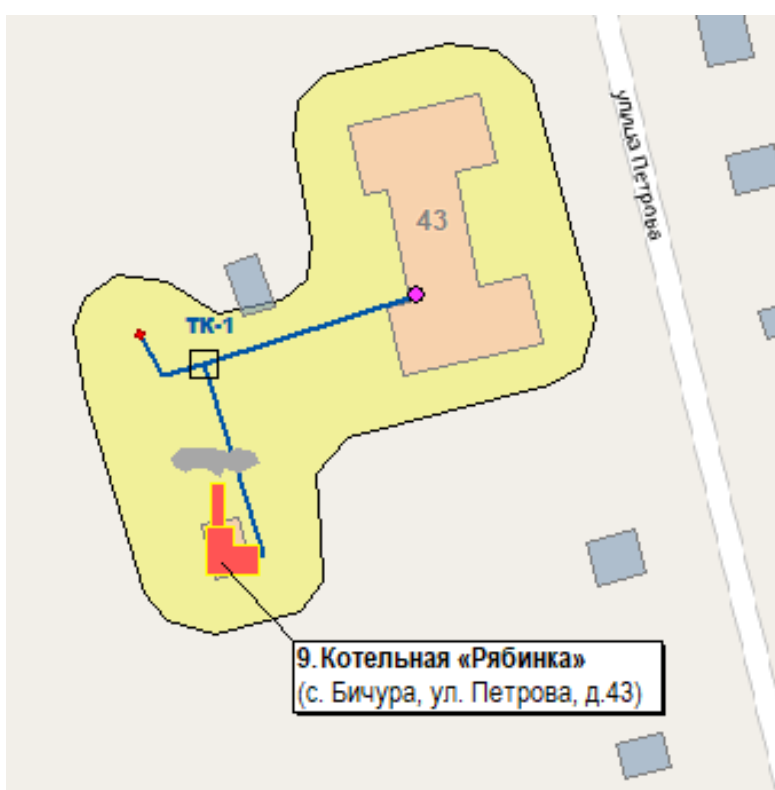 улица Петрова
43
ТК-1
9. Котельная «Рябинка»
(с. Бичура, ул. Петрова, д.43)